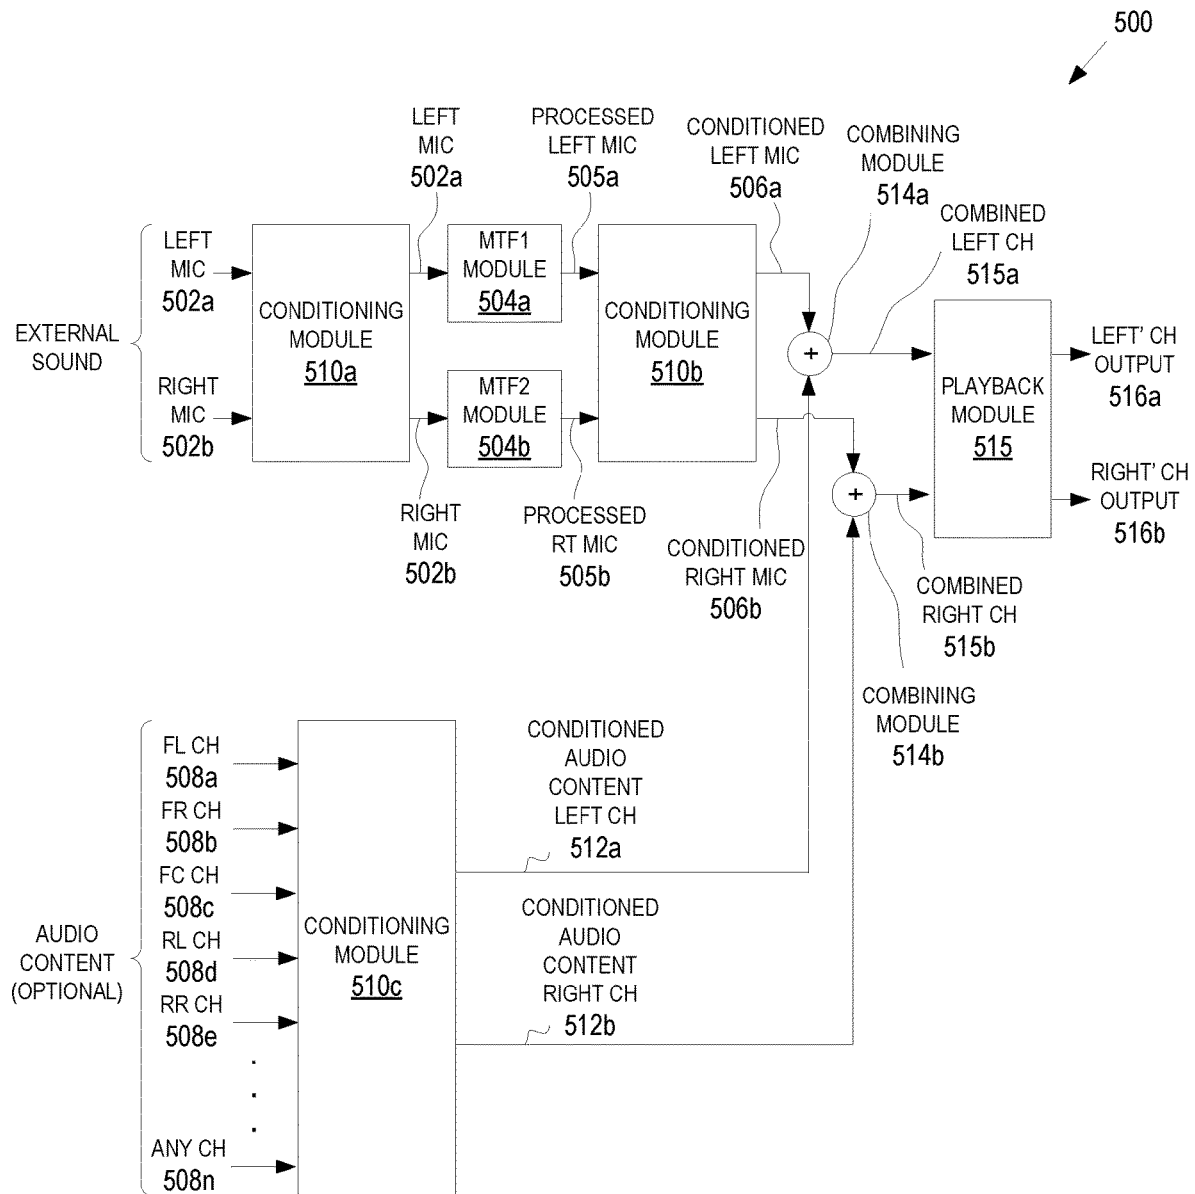 500
LEFT
MIC
502a
PROCESSED
LEFT MIC
505a
CONDITIONED
LEFT MIC
506a
COMBINING
MODULE
514a
COMBINED
LEFT CH
515a
EXTERNAL
SOUND
LEFT
MIC
502a
RIGHT
MIC
502b
CONDITIONING
MODULE
510a
MTF1
MODULE
504a
MTF2
MODULE
504b
CONDITIONING
MODULE
510b
+
+
PLAYBACK
MODULE
515
LEFT' CH
OUTPUT
516a
RIGHT' CH
OUTPUT
516b
RIGHT
MIC
502b
PROCESSED
RT MIC
505b
CONDITIONED
RIGHT MIC
506b
COMBINED
RIGHT CH
515b
COMBINING
MODULE
514b
AUDIO
CONTENT
(OPTIONAL)
FL CH
508a
FR CH
508b
FC CH
508c
RL CH
508d
RR CH
508e
ANY CH
508n
CONDITIONING
MODULE
510c
CONDITIONED
AUDIO
CONTENT
LEFT CH
512a
CONDITIONED
AUDIO
CONTENT
RIGHT CH
512b